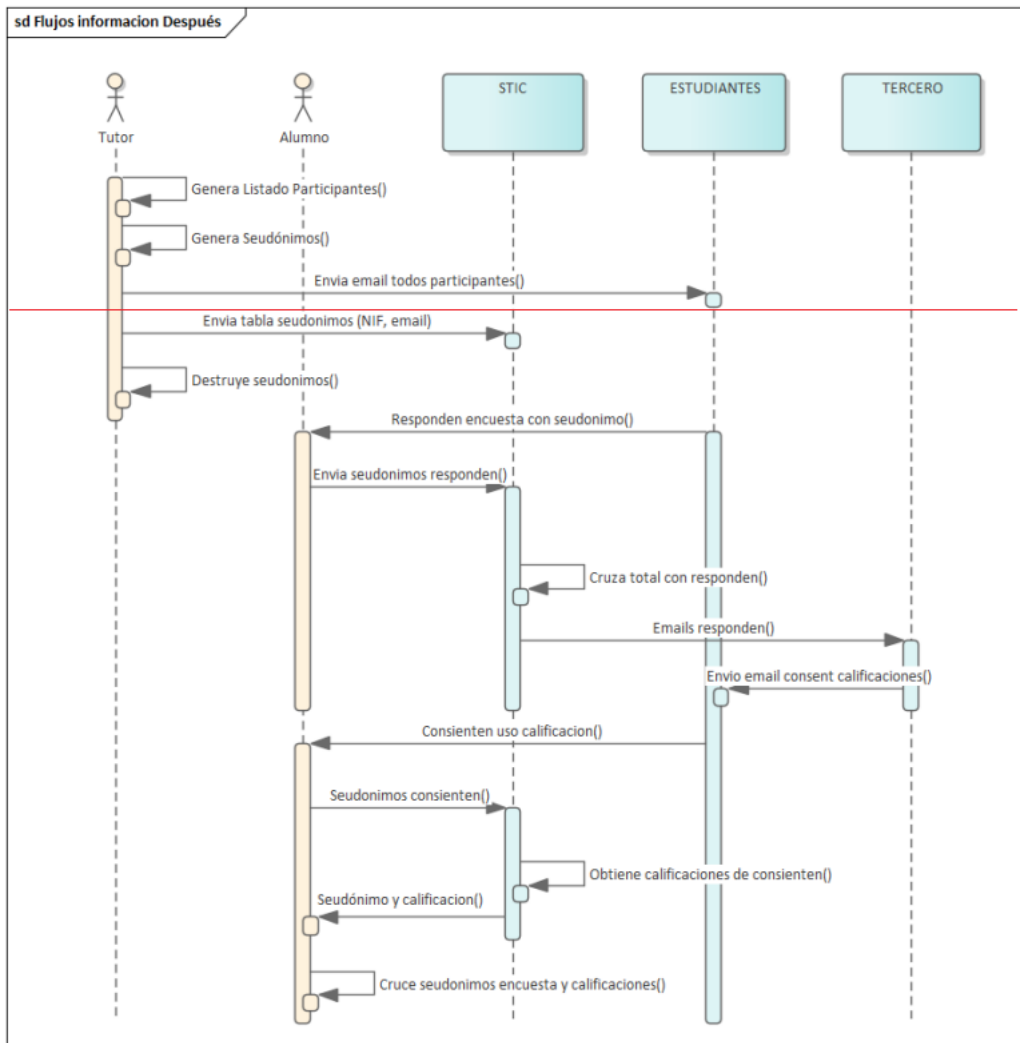 sd Flujos informacion Después
Tutor
Alumno
STIC
ESTUDIANTES
TERCERO
Genera Listado Participantes()
Genera Seudónimos()
Envia email todos participantes()
Envia tabla seudonimos (NIF, email)
Destruye seudonimos()
Responden encuesta con seudonimo()
Envia seudonimos responden()
Cruza total con responden()
Emails responden()
Envio email consent calificaciones()
Consienten uso calificacion()
Seudonimos consienten()
Obtiene calificaciones de consienten()
Seudónimo y calificacion()
Cruce seudonimos encuesta y calificaciones()